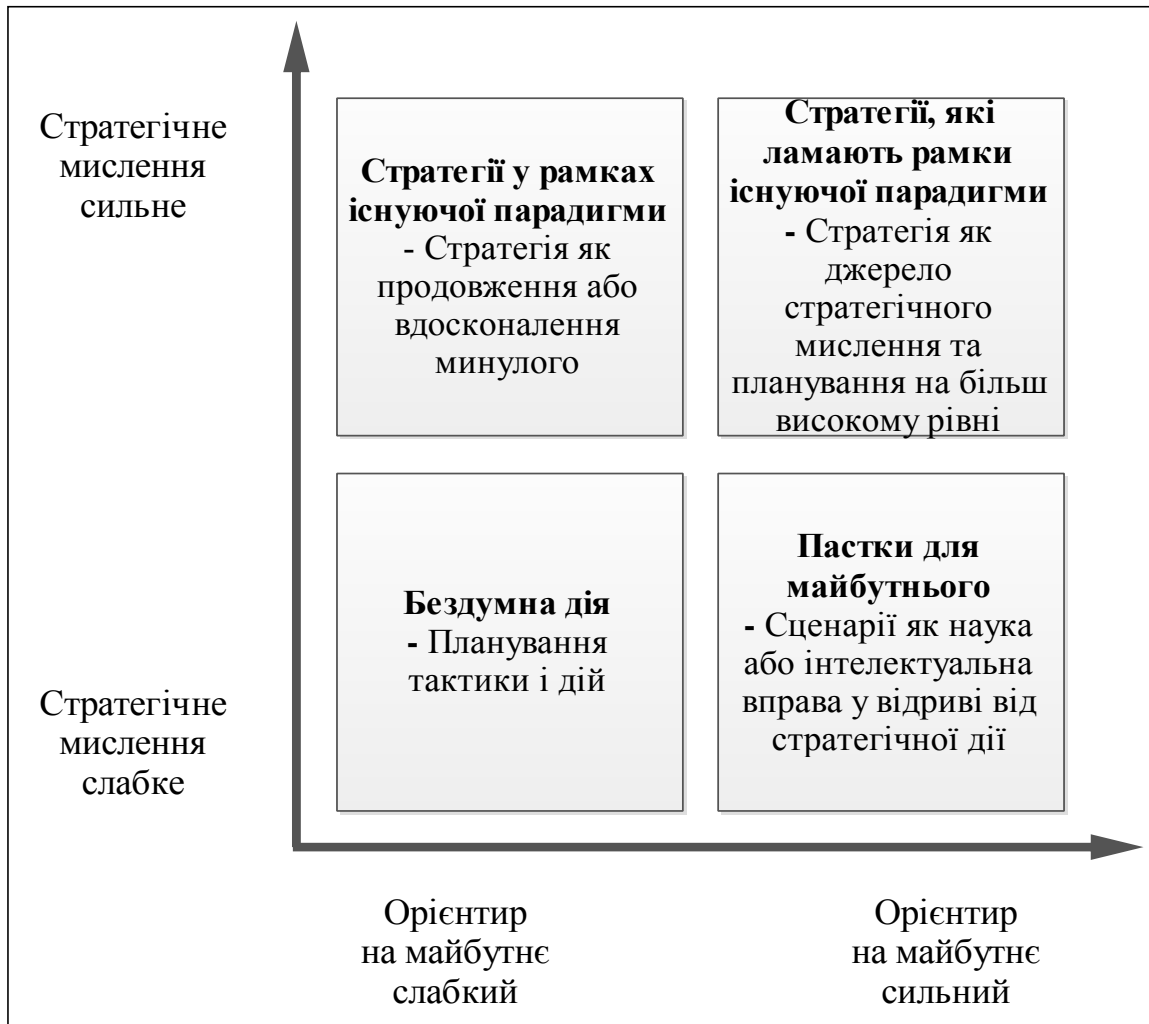 Стратегічне
мислення
сильне
Стратегії у рамках
існуючої парадигми
- Стратегія як
продовження або
вдосконалення
минулого
Стратегії, які
ламають рамки
існуючої парадигми
- Стратегія як
джерело
стратегічного
мислення та
планування на більш
високому рівні
Стратегічне
мислення
слабке
Бездумна дія
- Планування
тактики і дій
Пастки для
майбутнього
- Сценарії як наука
або інтелектуальна
вправа у відриві від
стратегічної дії
Орієнтир
на майбутнє
слабкий
Орієнтир
на майбутнє
сильний